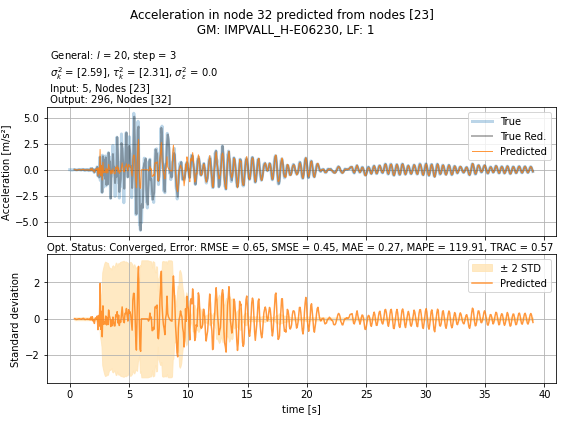 Acceleration in node 32 predicted from nodes [23]
GM: IMPVALL_H-E06230, LF: 1
General: l = 20, step = 3
σ²ₖ = [2.59], τ²ₖ = [2.31], σ²ε = 0.0
Input: 5, Nodes [23]
Output: 296, Nodes [32]
Acceleration [m/s²]
5.0
2.5
0.0
−2.5
−5.0
True
True Red.
Predicted
Opt. Status: Converged, Error: RMSE = 0.65, SMSE = 0.45, MAE = 0.27, MAPE = 119.91, TRAC = 0.57
Standard deviation
2
0
−2
± 2 STD
Predicted
0
5
10
15
20
25
30
35
40
time [s]